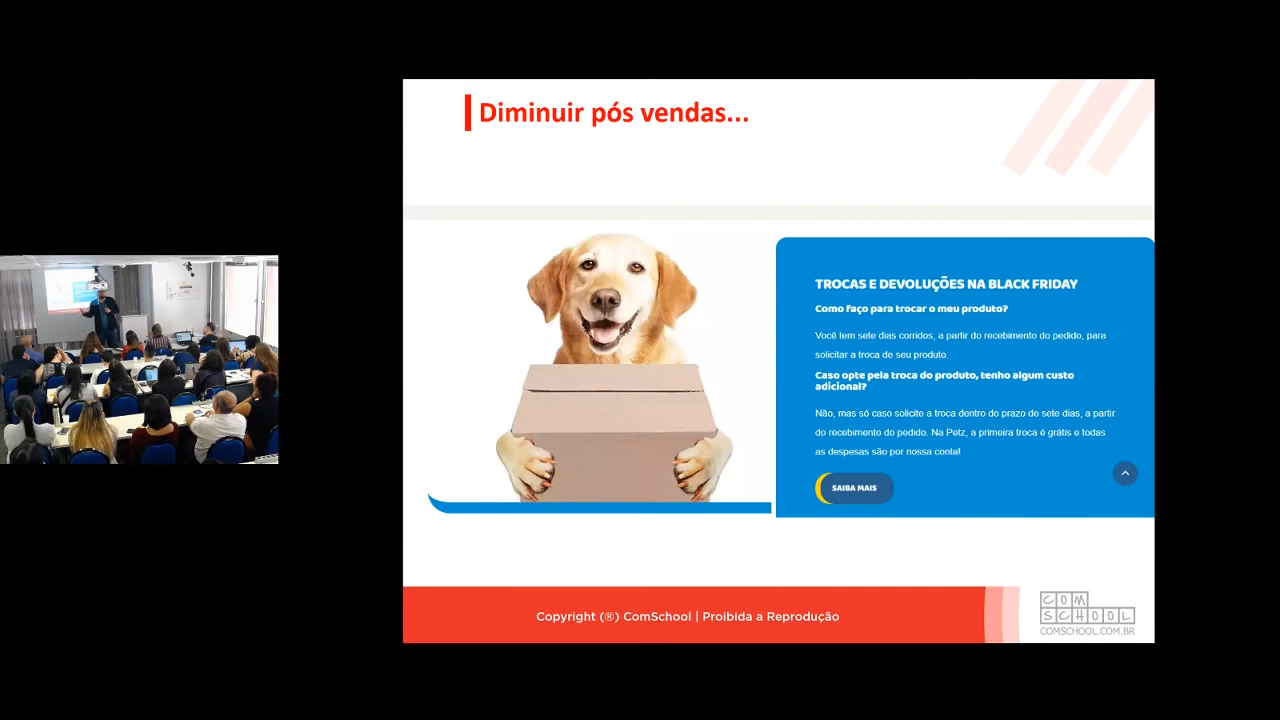 Diminuir pós vendas...
TROCAS E DEVOLUÇÕES NA BLACK FRIDAY
Como faço para trocar o meu produto?
Você tem sete dias corridos, a partir do recebimento do pedido, para
solicitar a troca de seu produto.
Caso opte pela troca do produto, tenho algum custo
adicional?
Não, mas só caso solicite a troca dentro do prazo de sete dias, a partir
do recebimento do pedido. Na Petz, a primeira troca é grátis e todas
as despesas são por nossa conta!
SAIBA MAIS
Copyright (®) ComSchool | Proibida a Reprodução
COM
SCHOOL
COMSCHOOL.COM.BR